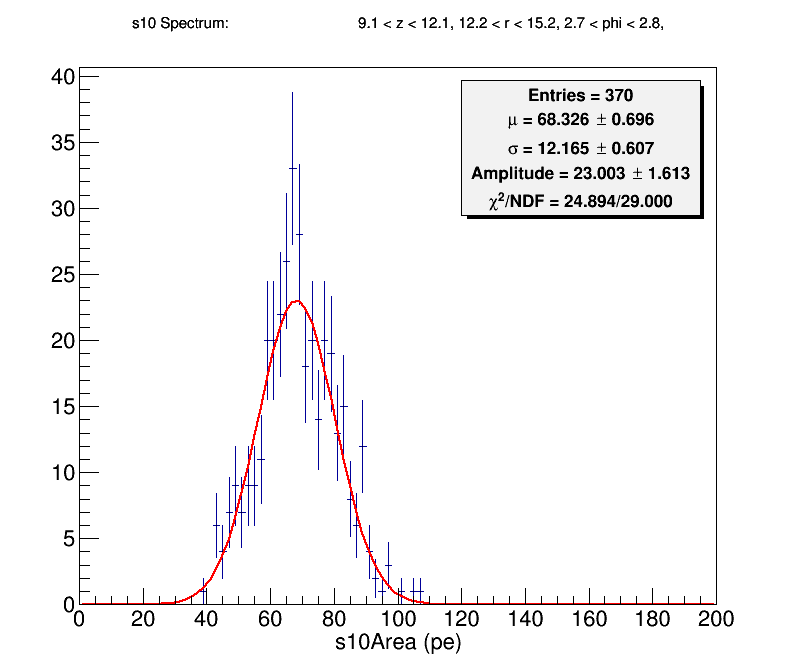 s10 Spectrum: 9.1 < z < 12.1, 12.2 < r < 15.2, 2.7 < phi < 2.8,
Entries = 370
μ = 68.326 ± 0.696
σ = 12.165 ± 0.607
Amplitude = 23.003 ± 1.613
χ²/NDF = 24.894/29.000
40
35
30
25
20
15
10
5
0
0 20 40 60 80 100 120 140 160 180 200
s10Area (pe)